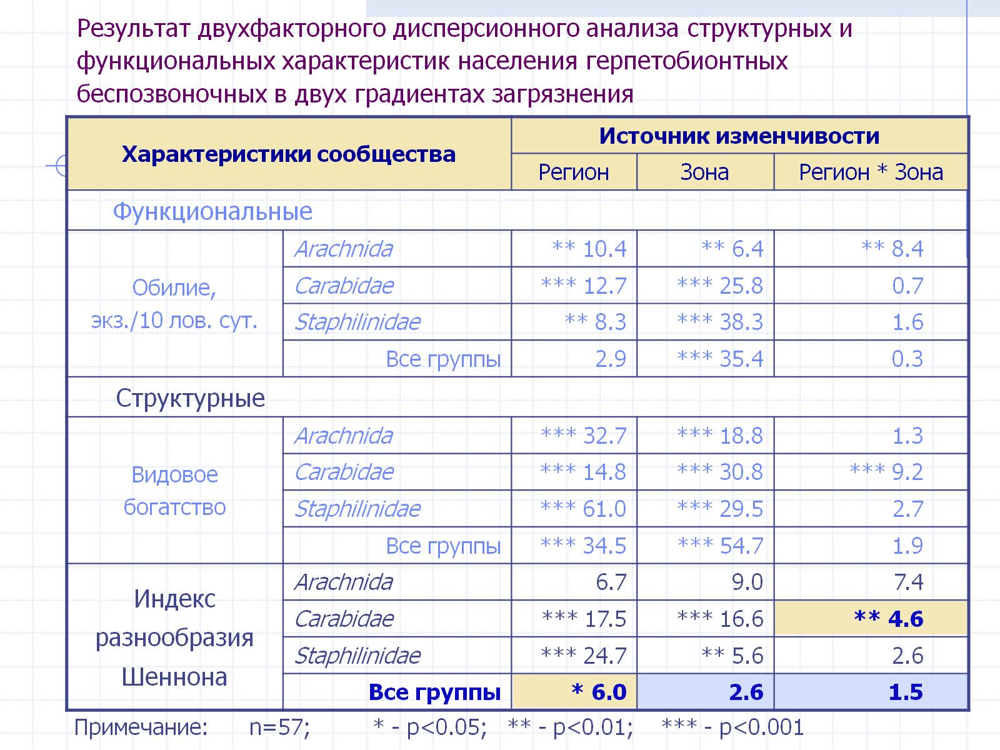 Результат двухфакторного дисперсионного анализа структурных и
функциональных характеристик населения герпетобионтных
беспозвоночных в двух градиентах загрязнения
Характеристики сообщества
Источник изменчивости
Регион Зона Регион * Зона
Функциональные
Обилие,
экз./10 лов. сут.
Arachnida ** 10.4 ** 6.4 ** 8.4
Carabidae *** 12.7 *** 25.8 0.7
Staphilinidae ** 8.3 *** 38.3 1.6
Все группы 2.9 *** 35.4 0.3
Структурные
Видовое
богатство
Arachnida *** 32.7 *** 18.8 1.3
Carabidae *** 14.8 *** 30.8 *** 9.2
Staphilinidae *** 61.0 *** 29.5 2.7
Все группы *** 34.5 *** 54.7 1.9
Индекс
разнообразия
Шеннона
Arachnida 6.7 9.0 7.4
Carabidae *** 17.5 *** 16.6 ** 4.6
Staphilinidae *** 24.7 ** 5.6 2.6
Все группы * 6.0 2.6 1.5
Примечание: n=57; * - p<0.05; ** - p<0.01; *** - p<0.001